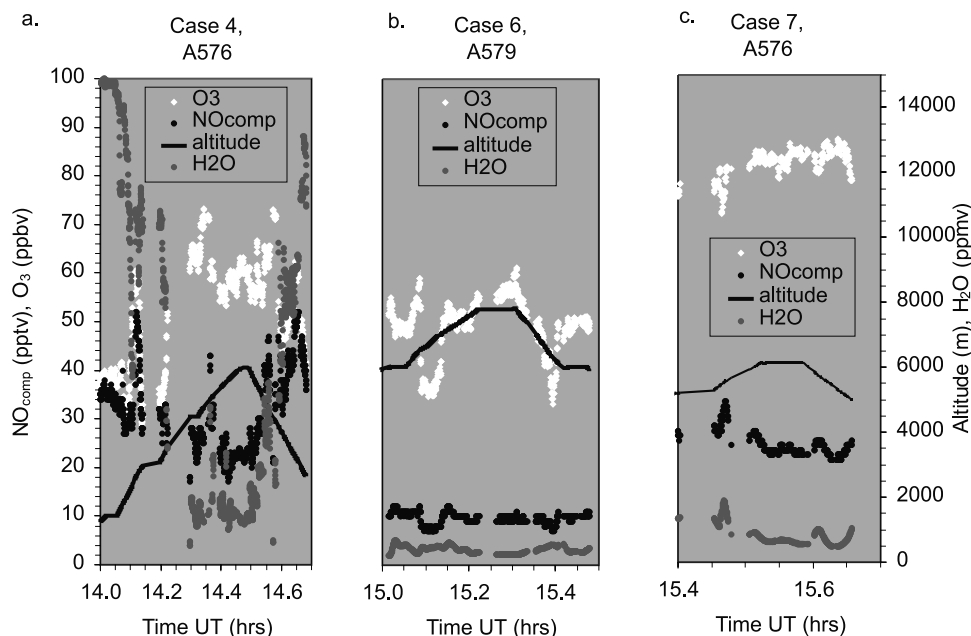 a.
Case 4,
A576
b.
Case 6,
A579
c.
Case 7,
A576
100
90
80
70
60
50
40
30
20
10
0
NOcomp (pptv), O3 (ppbv)
O3
NOcomp
altitude
H2O
O3
NOcomp
altitude
H2O
O3
NOcomp
altitude
H2O
14000
12000
10000
8000
6000
4000
2000
0
Altitude (m), H2O (ppmv)
14.0 14.2 14.4 14.6
15.0 15.2 15.4
15.4 15.6
Time UT (hrs)
Time UT (hrs)
Time UT (hrs)